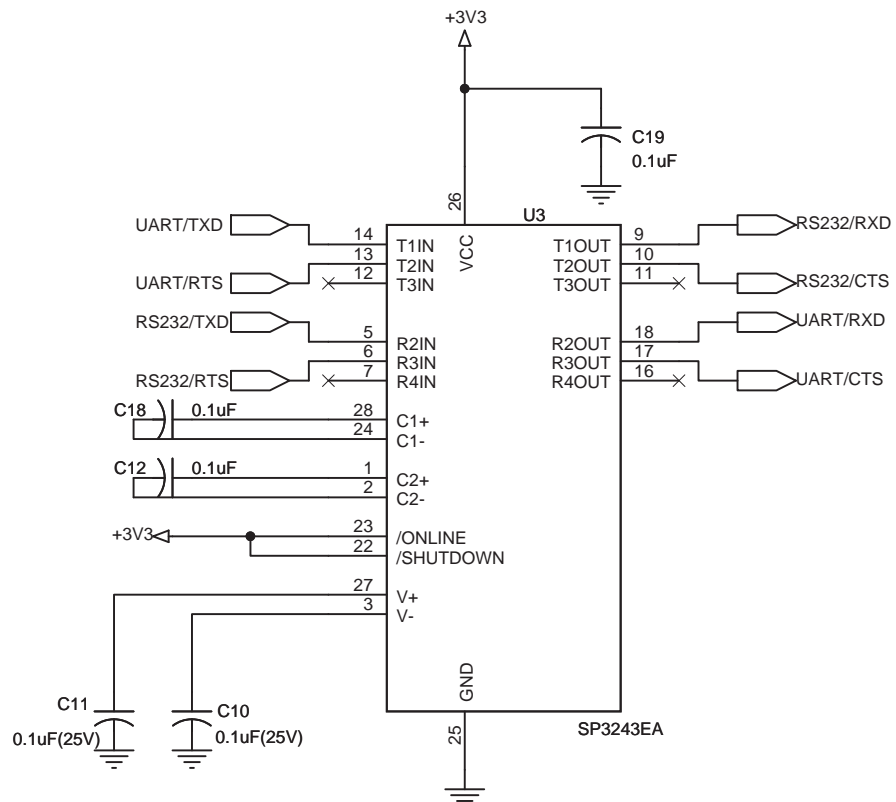 +3V3
C19
0.1uF
26
U3
VCC
UART/TXD 14 T1IN T1OUT 9 RS232/RXD
13 T2IN T2OUT 10
UART/RTS 12 T3IN T3OUT 11 RS232/CTS
RS232/TXD UART/RXD
5 R2IN R2OUT 18
6 R3IN R3OUT 17
RS232/RTS 7 R4IN R4OUT 16 UART/CTS
C18 0.1uF 28 C1+
24 C1-
C12 0.1uF 1 C2+
2 C2-
+3V3 23 /ONLINE
22 /SHUTDOWN
27 V+
3 V-
GND
C11 C10
0.1uF(25V) 0.1uF(25V)
25
SP3243EA